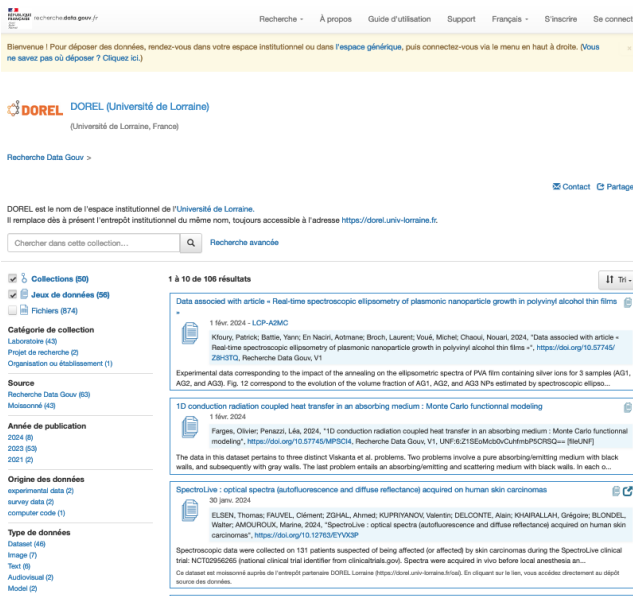 RÉPUBLIQUE
FRANÇAISE
recherche.data.gouv.fr
Recherche
À propos
Guide d'utilisation
Support
Français
S'inscrire
Se connect
Bienvenue ! Pour déposer des données, rendez-vous dans votre espace institutionnel ou dans l'espace générique, puis connectez-vous via le menu en haut à droite. (Vous
ne savez pas où déposer ? Cliquez ici.)
×
DOREL
DOREL (Université de Lorraine)
(Université de Lorraine, France)
Recherche Data Gouv >
Contact
Partage
DOREL est le nom de l'espace institutionnel de l'Université de Lorraine.
Il remplace dès à présent l'entrepôt institutionnel du même nom, toujours accessible à l'adresse https://dorel.univ-lorraine.fr.
Chercher dans cette collection...
Recherche avancée
Collections (50)
Jeux de données (56)
Fichiers (874)
Catégorie de collection
Laboratoire (43)
Projet de recherche (2)
Organisation ou établissement (1)
Source
Recherche Data Gouv (63)
Moissonné (43)
Année de publication
2024 (8)
2023 (53)
2021 (2)
Origine des données
experimental data (2)
survey data (2)
computer code (1)
Type de données
Dataset (46)
Image (7)
Text (6)
Audiovisual (2)
Model (2)
1 à 10 de 106 résultats
Tri
Data associed with article « Real-time spectroscopic ellipsometry of plasmonic nanoparticle growth in polyvinyl alcohol thin films
»
1 févr. 2024 - LCP-A2MC
Kfoury, Patrick; Battie, Yann; En Naciri, Aotmane; Broch, Laurent; Voué, Michel; Chaoui, Nouari, 2024, "Data associed with article «
Real-time spectroscopic ellipsometry of plasmonic nanoparticle growth in polyvinyl alcohol thin films »", https://doi.org/10.57745/
Z8H3TQ, Recherche Data Gouv, V1
Experimental data corresponding to the impact of the annealing on the ellipsometric spectra of PVA film containing silver ions for 3 samples (AG1,
AG2, and AG3). Fig. 12 correspond to the evolution of the volume fraction of AG1, AG2, and AG3 NPs estimated by spectroscopic ellipso...
1D conduction radiation coupled heat transfer in an absorbing medium : Monte Carlo functionnal modeling
1 févr. 2024
Farges, Olivier; Penazzi, Léa, 2024, "1D conduction radiation coupled heat transfer in an absorbing medium : Monte Carlo functionnal
modeling", https://doi.org/10.57745/MPSCI4, Recherche Data Gouv, V1, UNF:6:Z1SEoMcb0vCuhfmbP5CRSQ== [fileUNF]
The data in this dataset pertains to three distinct Viskanta et al. problems. Two problems involve a pure absorbing/emitting medium with black
walls, and subsequently with gray walls. The last problem entails an absorbing/emitting and scattering medium with black walls. In each o...
SpectroLive : optical spectra (autofluorescence and diffuse reflectance) acquired on human skin carcinomas
30 janv. 2024
ELSEN, Thomas; FAUVEL, Clément; ZGHAL, Ahmed; KUPRIYANOV, Valentin; DELCONTE, Alain; KHAIRALLAH, Grégoire; BLONDEL,
Walter; AMOUROUX, Marine, 2024, "SpectroLive : optical spectra (autofluorescence and diffuse reflectance) acquired on human skin
carcinomas", https://doi.org/10.12763/EYVX3P
Spectroscopic data were collected on 131 patients suspected of being affected (or affected) by skin carcinomas during the SpectroLive clinical
trial: NCT02956265 (national clinical trial identifier from clinicaltrials.gov). Spectra were acquired in vivo before local anesthesia an...
Ce dataset est moissonné auprès de l'entrepôt partenaire DOREL Lorraine (https://dorel.univ-lorraine.fr/oai). En cliquant sur le lien, vous accédez directement au dépôt
source des données.